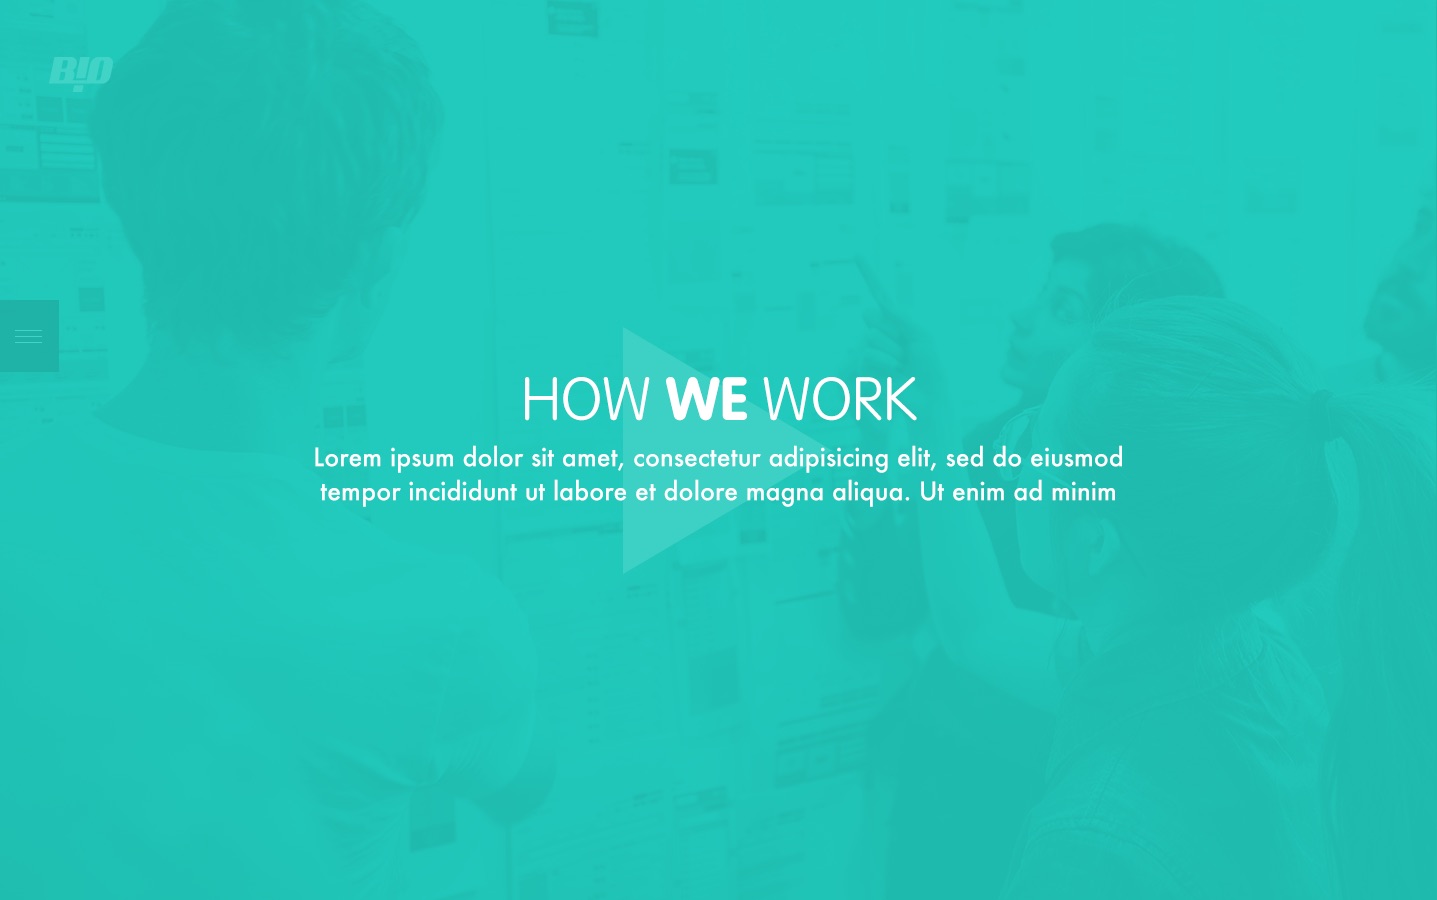 B!O
HOW WE WORK
Lorem ipsum dolor sit amet, consectetur adipisicing elit, sed do eiusmod
tempor incididunt ut labore et dolore magna aliqua. Ut enim ad minim